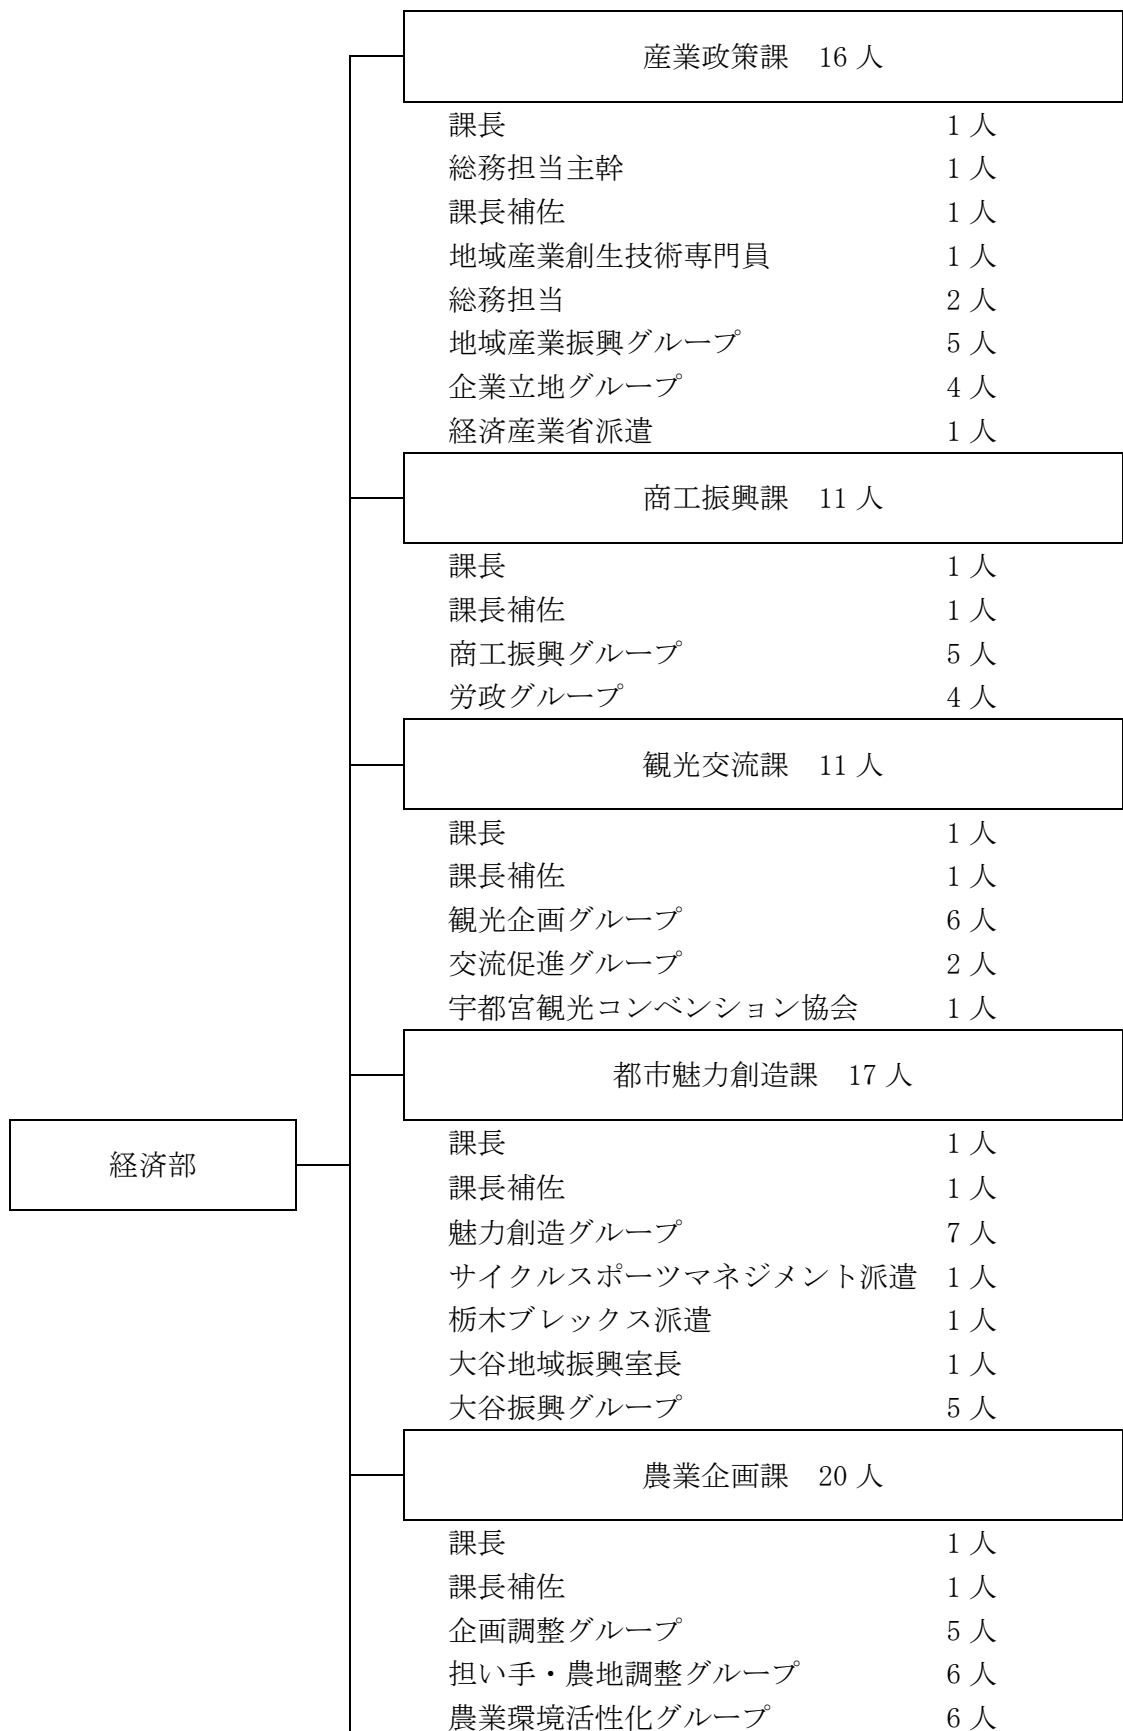 産業政策課 16 人
課長 1 人
総務担当主幹 1 人
課長補佐 1 人
地域産業創生技術専門員 1 人
総務担当 2 人
地域産業振興グループ 5 人
企業立地グループ 4 人
経済産業省派遣 1 人
商工振興課 11 人
課長 1 人
課長補佐 1 人
商工振興グループ 5 人
労政グループ 4 人
観光交流課 11 人
課長 1 人
課長補佐 1 人
観光企画グループ 6 人
交流促進グループ 2 人
宇都宮観光コンベンション協会 1 人
都市魅力創造課 17 人
経済部
課長 1 人
課長補佐 1 人
魅力創造グループ 7 人
サイクルスポーツマネジメント派遣 1 人
栃木ブレックス派遣 1 人
大谷地域振興室長 1 人
大谷振興グループ 5 人
農業企画課 20 人
課長 1 人
課長補佐 1 人
企画調整グループ 5 人
担い手・農地調整グループ 6 人
農業環境活性化グループ 6 人